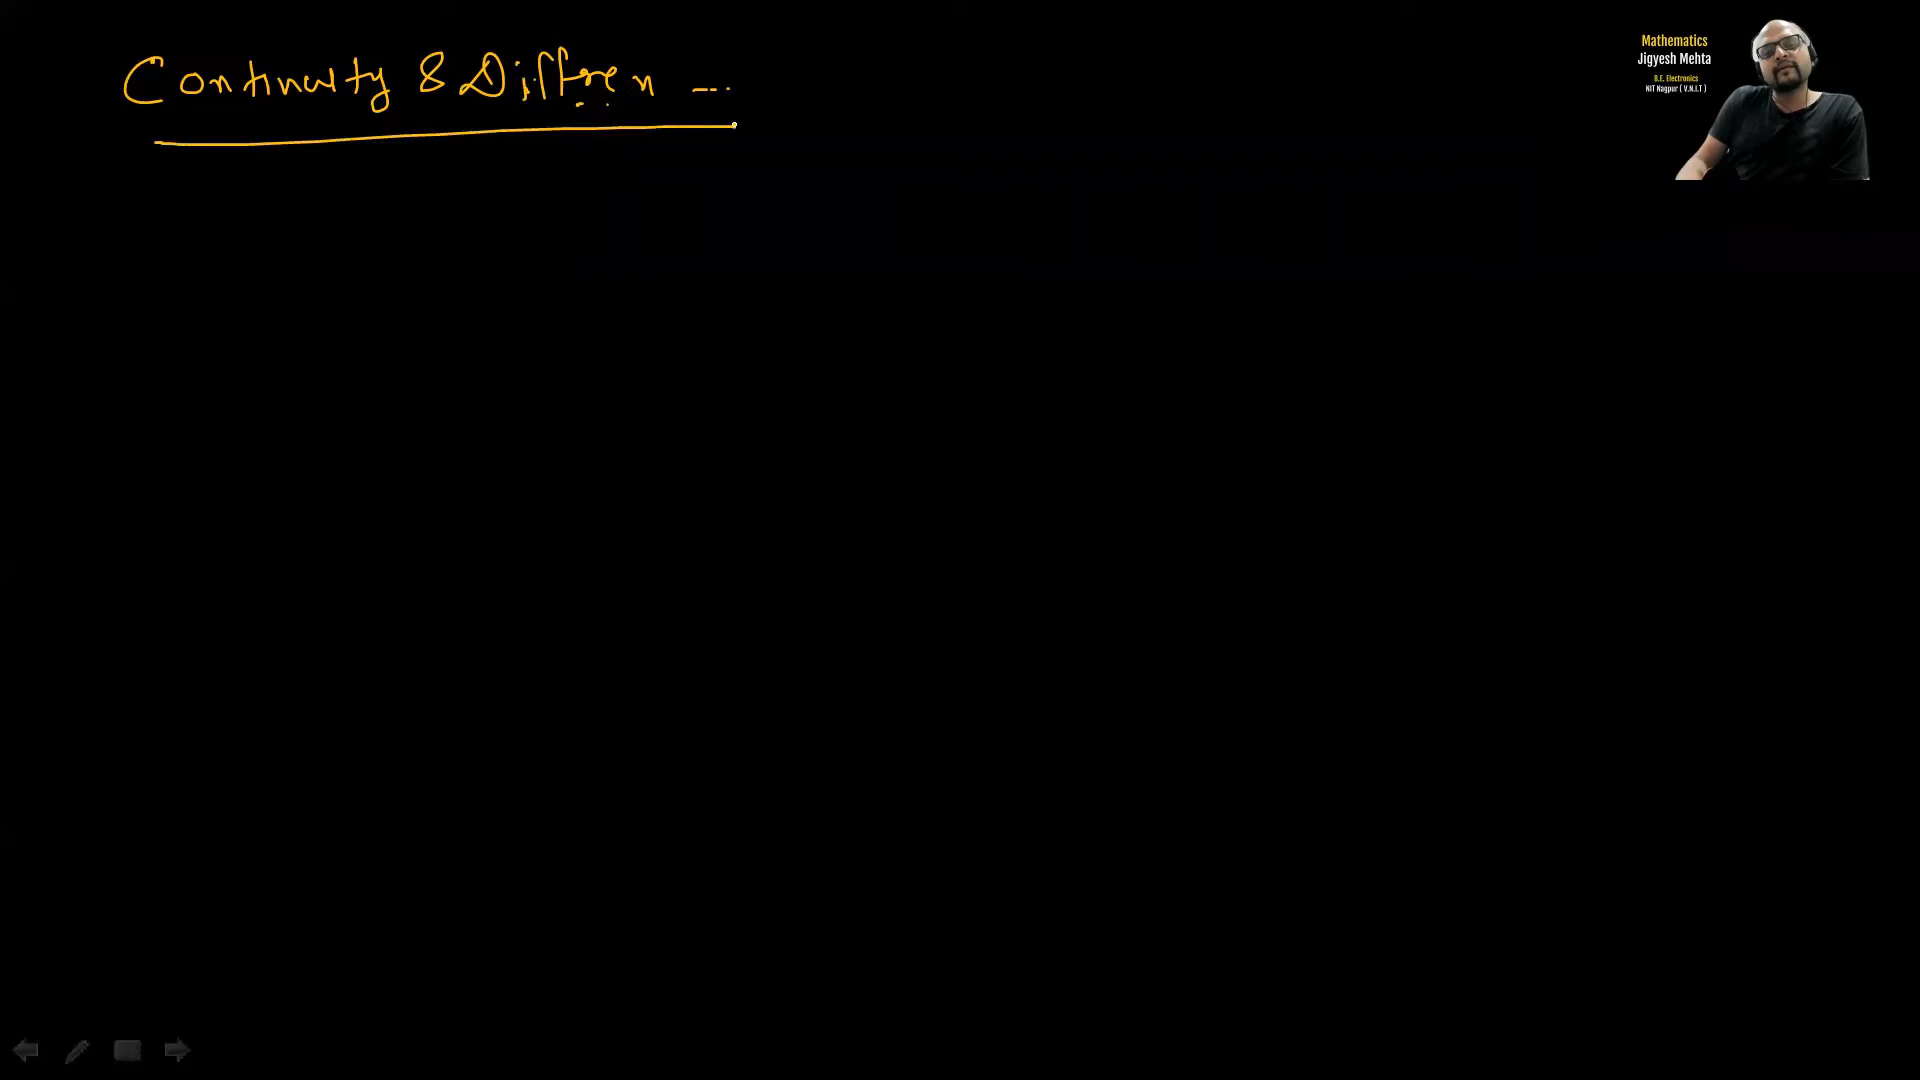 Continuity & Differen ...
Mathematics
Jigyesh Mehta
B.E. Electronics
NIT Nagpur ( V.N.I.T )